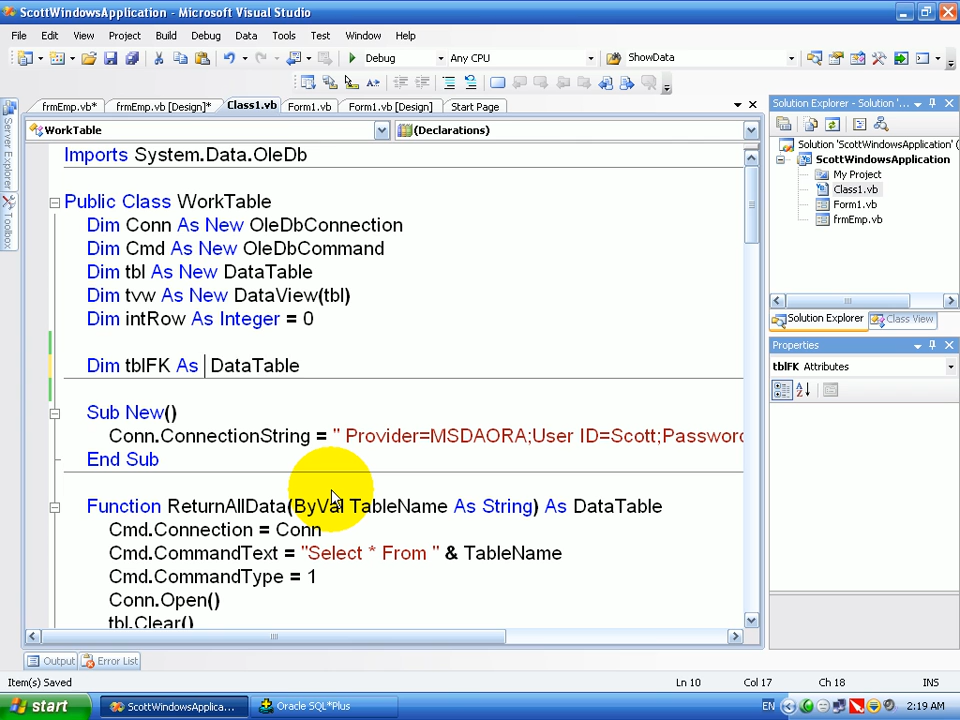 ScottWindowsApplication - Microsoft Visual Studio
File Edit View Project Build Debug Data Tools Test Window Help
Debug Any CPU ShowData
frmEmp.vb* frmEmp.vb [Design]* Class1.vb Form1.vb Form1.vb [Design] Start Page
WorkTable (Declarations)
Server Explorer
Toolbox
Imports System.Data.OleDb
Public Class WorkTable
Dim Conn As New OleDbConnection
Dim Cmd As New OleDbCommand
Dim tbl As New DataTable
Dim tvw As New DataView(tbl)
Dim intRow As Integer = 0
Dim tblFK As DataTable
Sub New()
Conn.ConnectionString = " Provider=MSDAORA;User ID=Scott;Password
End Sub
Function ReturnAllData(ByVal TableName As String) As DataTable
Cmd.Connection = Conn
Cmd.CommandText = "Select * From " & TableName
Cmd.CommandType = 1
Conn.Open()
tbl.Clear()
Solution Explorer - Solution '...
Solution 'ScottWindowsApplication' (
ScottWindowsApplication
My Project
Class1.vb
Form1.vb
frmEmp.vb
Solution Explorer Class View
Properties
tblFK Attributes
Output Error List
Item(s) Saved Ln 10 Col 17 Ch 18 INS
start ScottWindowsApplica... Oracle SQL*Plus EN 2:19 AM